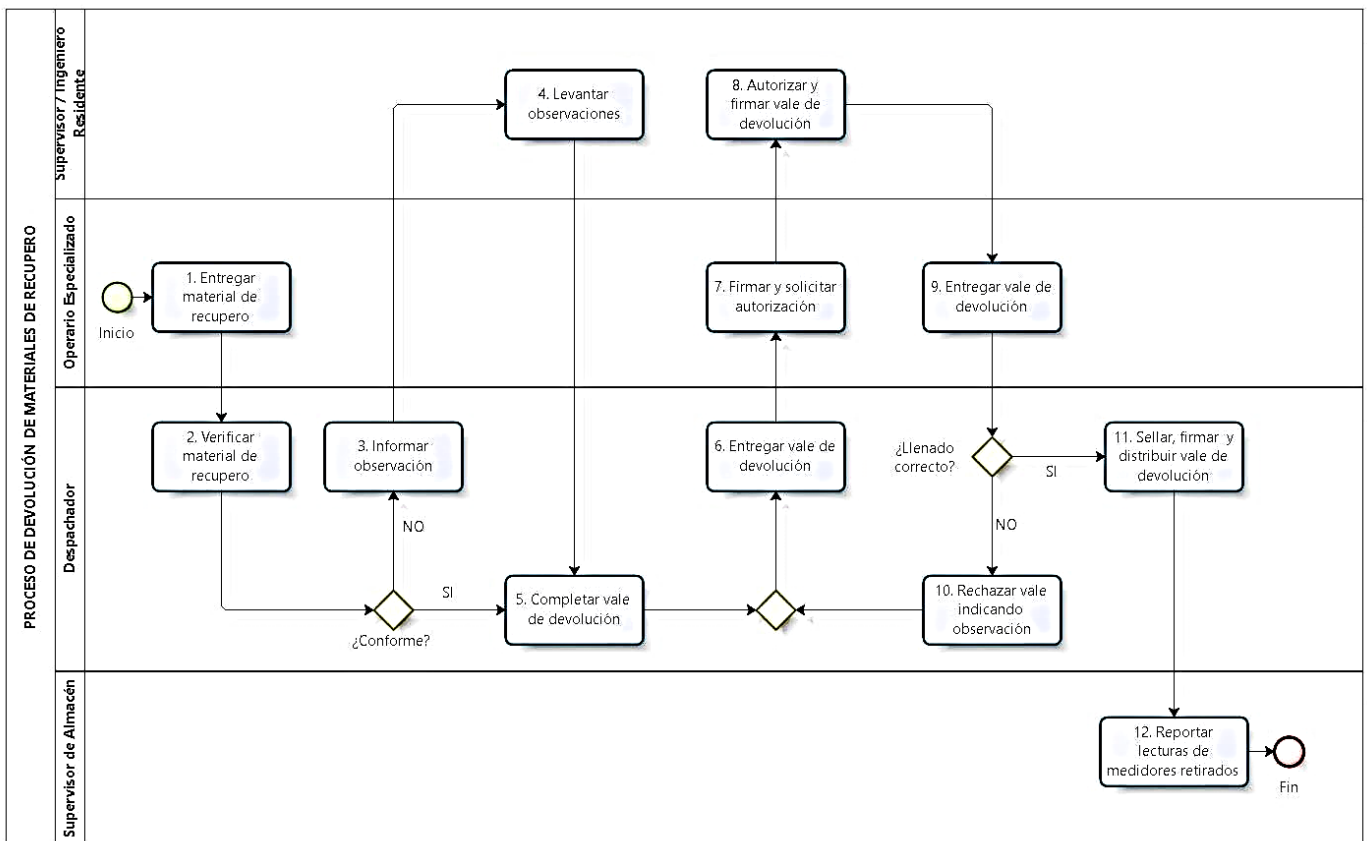 PROCESO DE DEVOLUCIÓN DE MATERIALES DE RECUPERO
Supervisor / Ingeniero
Residente
4. Levantar
observaciones
8. Autorizar y
firmar vale de
devolución
Operario Especializado
Inicio
1. Entregar
material de
recupero
7. Firmar y solicitar
autorización
9. Entregar vale de
devolución
Despachador
2. Verificar
material de
recupero
3. Informar
observación
NO
¿Conforme?
SI
5. Completar vale
de devolución
6. Entregar vale de
devolución
¿Llenado
correcto?
SI
NO
10. Rechazar vale
indicando
observación
11. Sellar, firmar y
distribuir vale de
devolución
Supervisor de Almacén
12. Reportar
lecturas de
medidores retirados
Fin